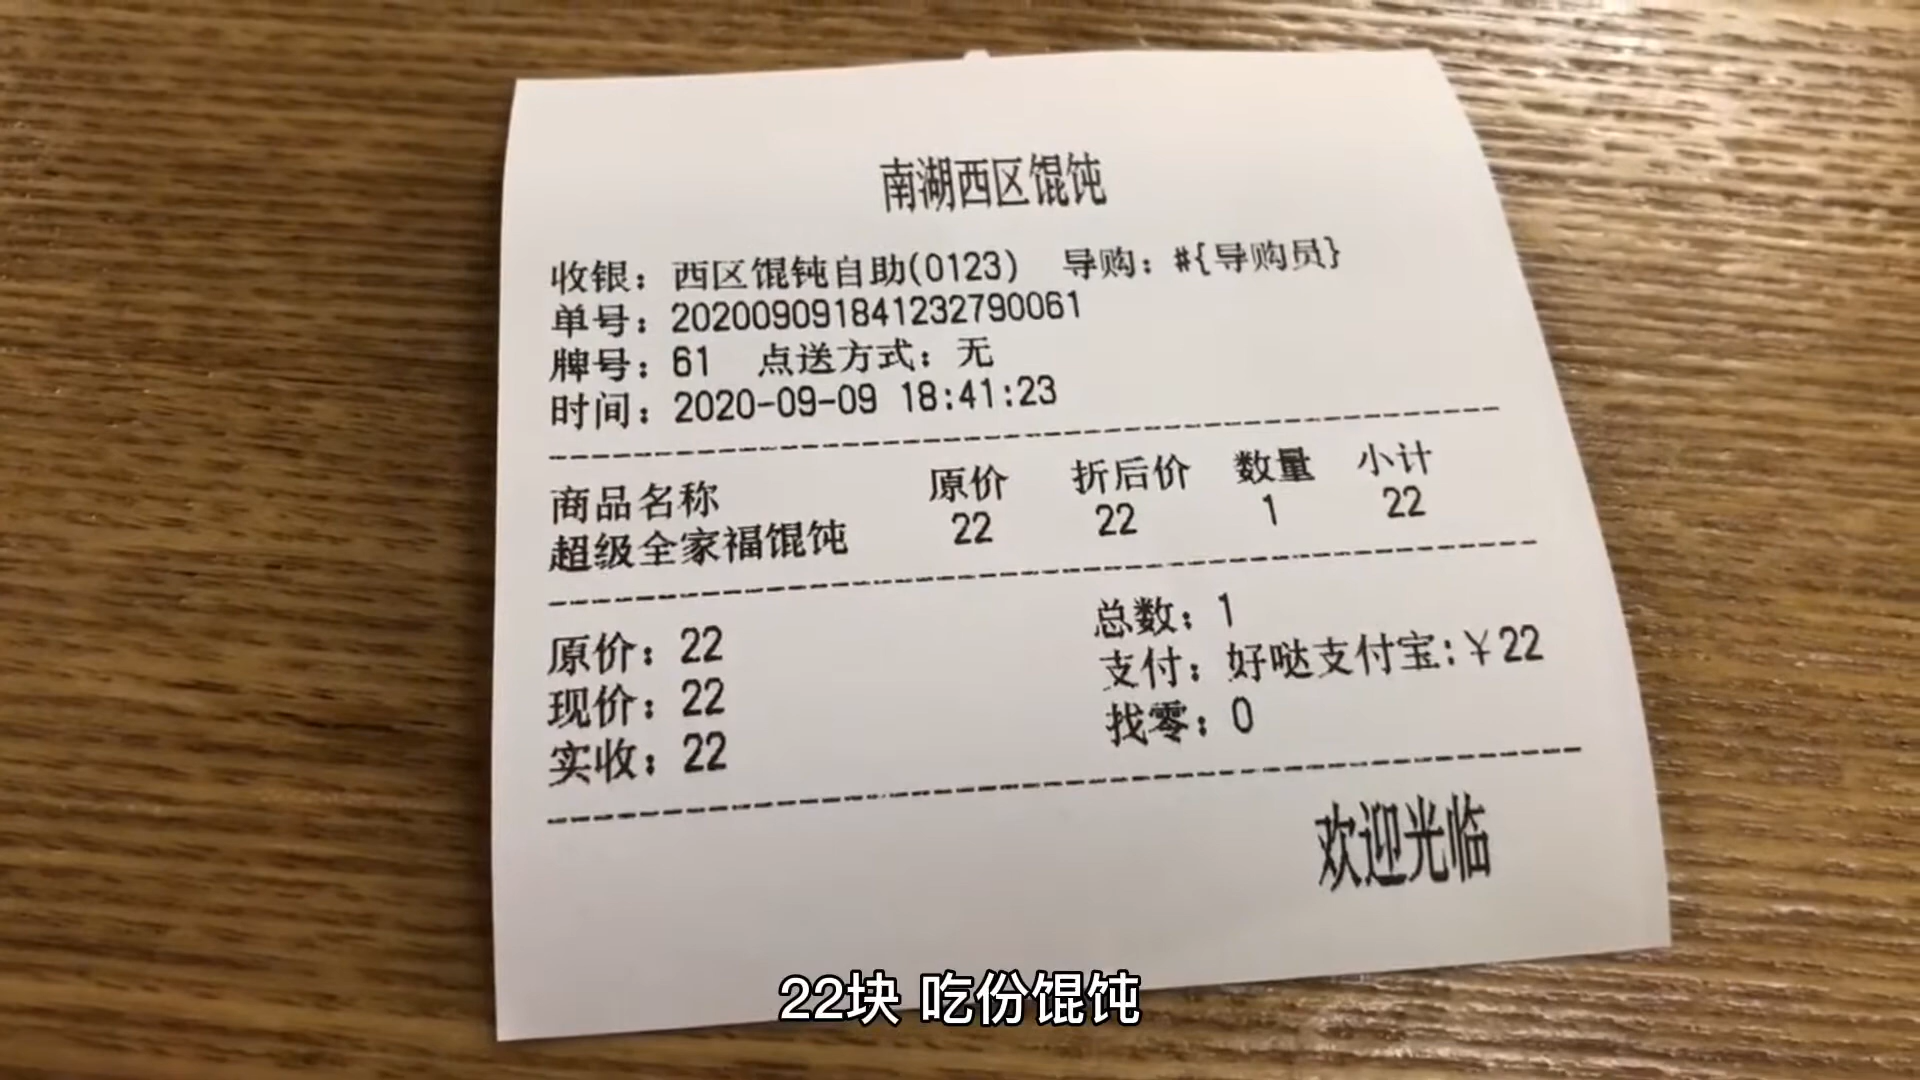 南湖西区馄饨
收银：西区馄饨自助(0123) 导购：#{导购员}
单号：202009091841232790061
牌号：61 点送方式：无
时间：2020-09-09 18:41:23
商品名称 原价 折后价 数量 小计
超级全家福馄饨 22 22 1 22
原价：22 总数：1
现价：22 支付：好哒支付宝:¥22
实收：22 找零：0
欢迎光临
22块 吃份馄饨